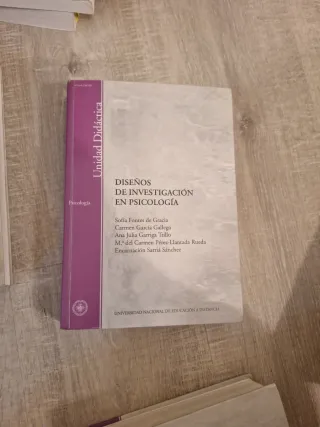 Unidad Didáctica
Psicología
DISEÑOS
DE INVESTIGACIÓN
EN PSICOLOGÍA
Sofía Fontes de Gracia
Carmen García Gallego
Ana Julia Garriga Trillo
M.ª del Carmen Pérez-Llantada Rueda
Encarnación Sarriá Sánchez
UNIVERSIDAD NACIONAL DE EDUCACIÓN A DISTANCIA